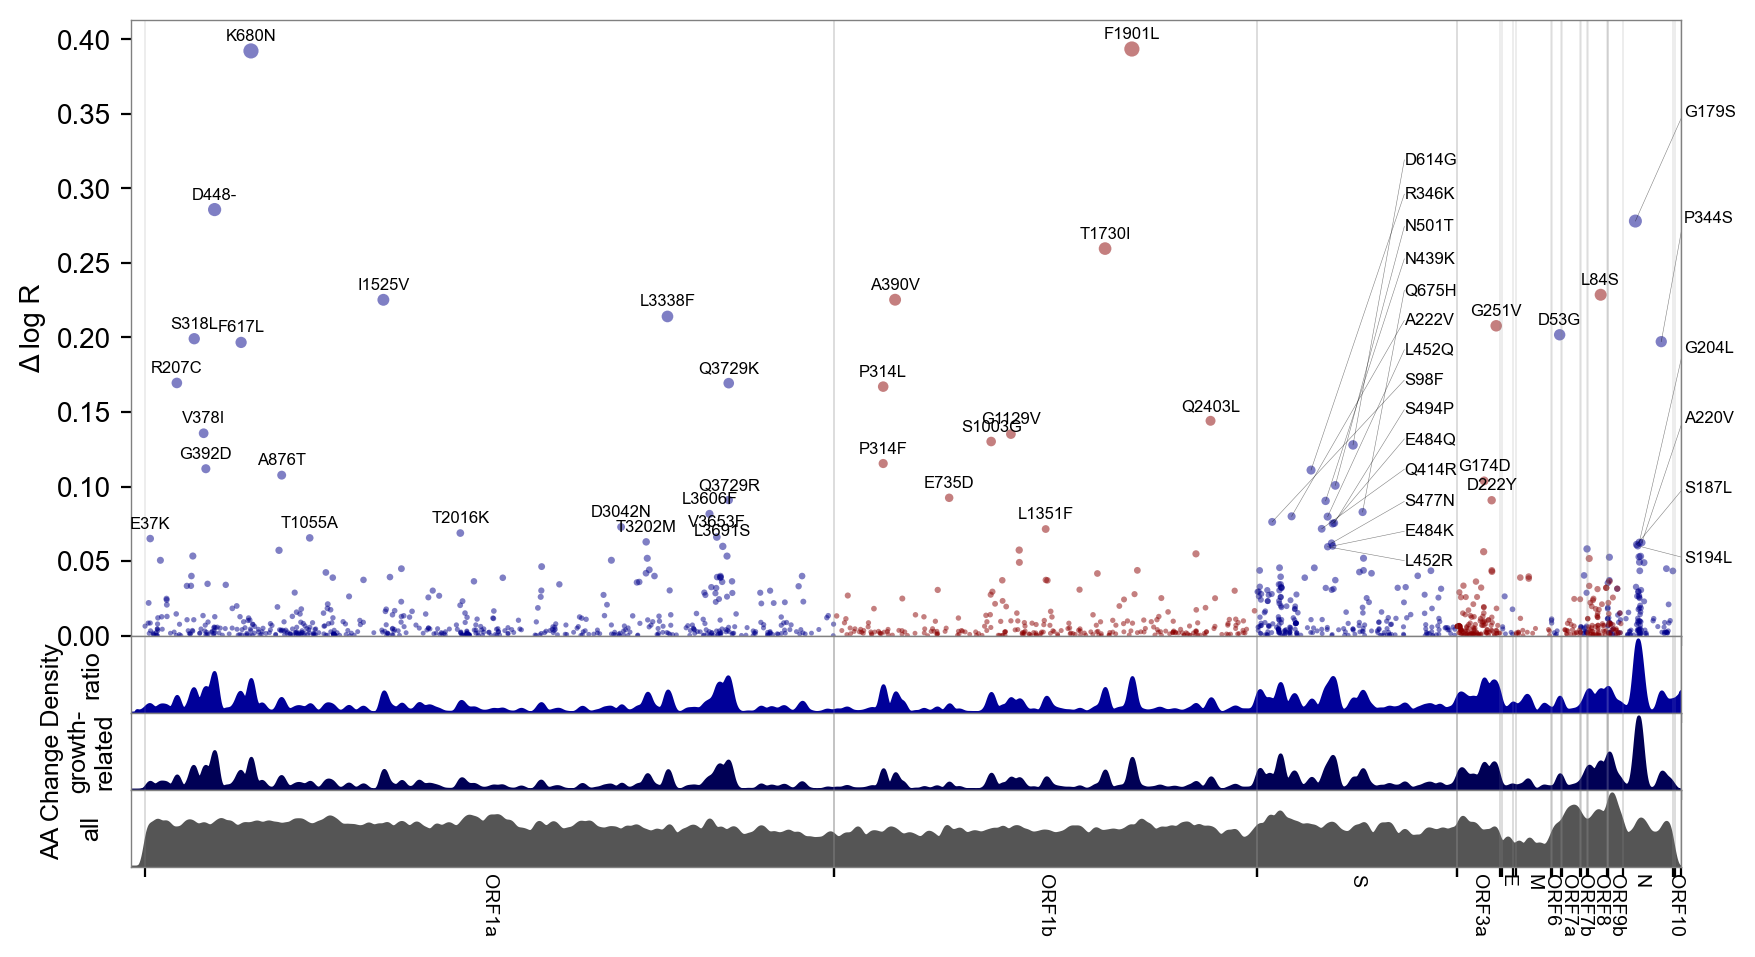 K680N
F1901L
0.40
G179S
0.35
D614G
0.30
D448-
R346K
P344S
N501T
T1730I
0.25
N439K
L84S
I1525V
A390V
Q675H
L3338F
G251V
D53G
Δ log R
S318L
F617L
A222V
0.20
G204L
L452Q
R207C
Q3729K
P314L
S98F
0.15
V378I
G1129V
S1003G
Q2403L
S494P
A220V
G392D
A876T
P314F
E484Q
Q414R
G174D
0.10
Q3729R
E735D
D222Y
S187L
L3606F
S477N
E37K
T1055A
T2016K
D3042N
T3202M
V3653F
L3691S
L1351F
E484K
0.05
L452R
S194L
0.00
AA Change Density
ratio
growth-
related
all
ORF1a
ORF1b
S
ORF3a
E
M
ORF6
ORF7a
ORF7b
ORF8
ORF9b
N
ORF10